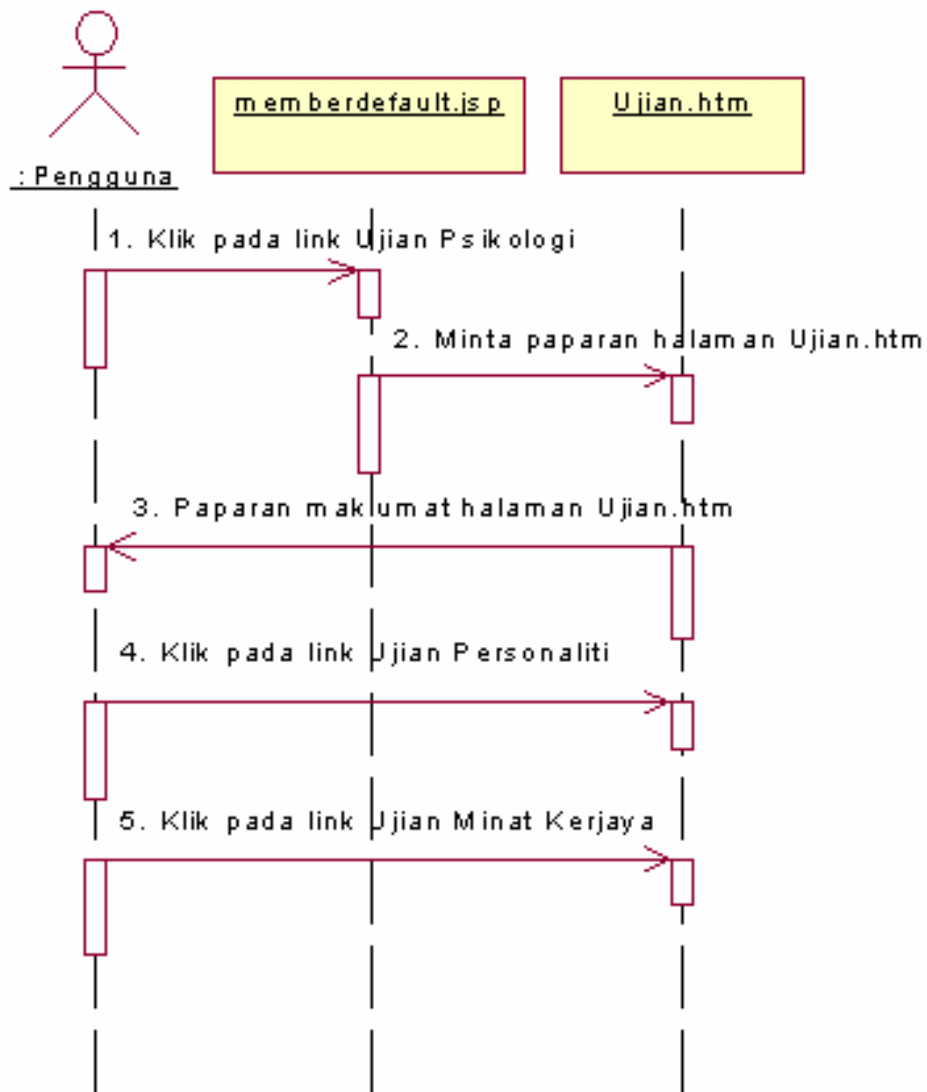 memberdefault.jsp
Ujian.htm
: Pengguna
1. Klik pada link Ujian Psikologi
2. Minta paparan halaman Ujian.htm
3. Paparan maklumat halaman Ujian.htm
4. Klik pada link Ujian Personaliti
5. Klik pada link Ujian Minat Kerjaya